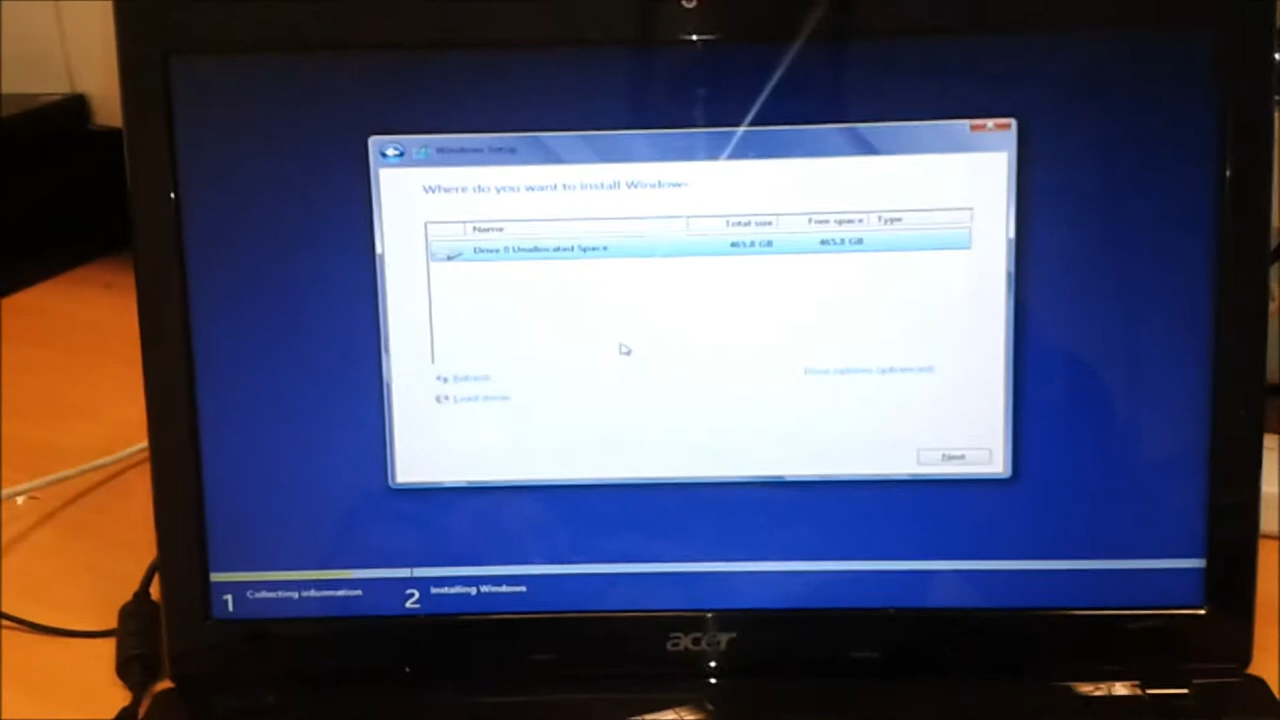 Windows Setup
Where do you want to install Windows
Name Total size Free space Type
Drive 0 Unallocated Space 465.8 GB 465.8 GB
Refresh Drive options (advanced)
Load driver
Next
1 Collecting information 2 Installing Windows
acer